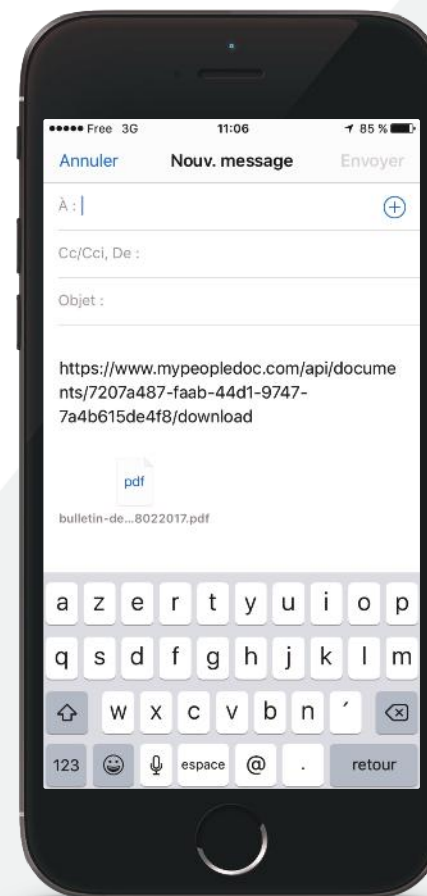 Free 3G 11:06 85 %
Annuler Nouv. message Envoyer
À :
Cc/Cci, De :
Objet :
https://www.mypeopledoc.com/api/docume
nts/7207a487-faab-44d1-9747-
7a4b615de4f8/download
pdf
bulletin-de...8022017.pdf
a z e r t y u i o p
q s d f g h j k l m
w x c v b n ´
123 espace @ . retour